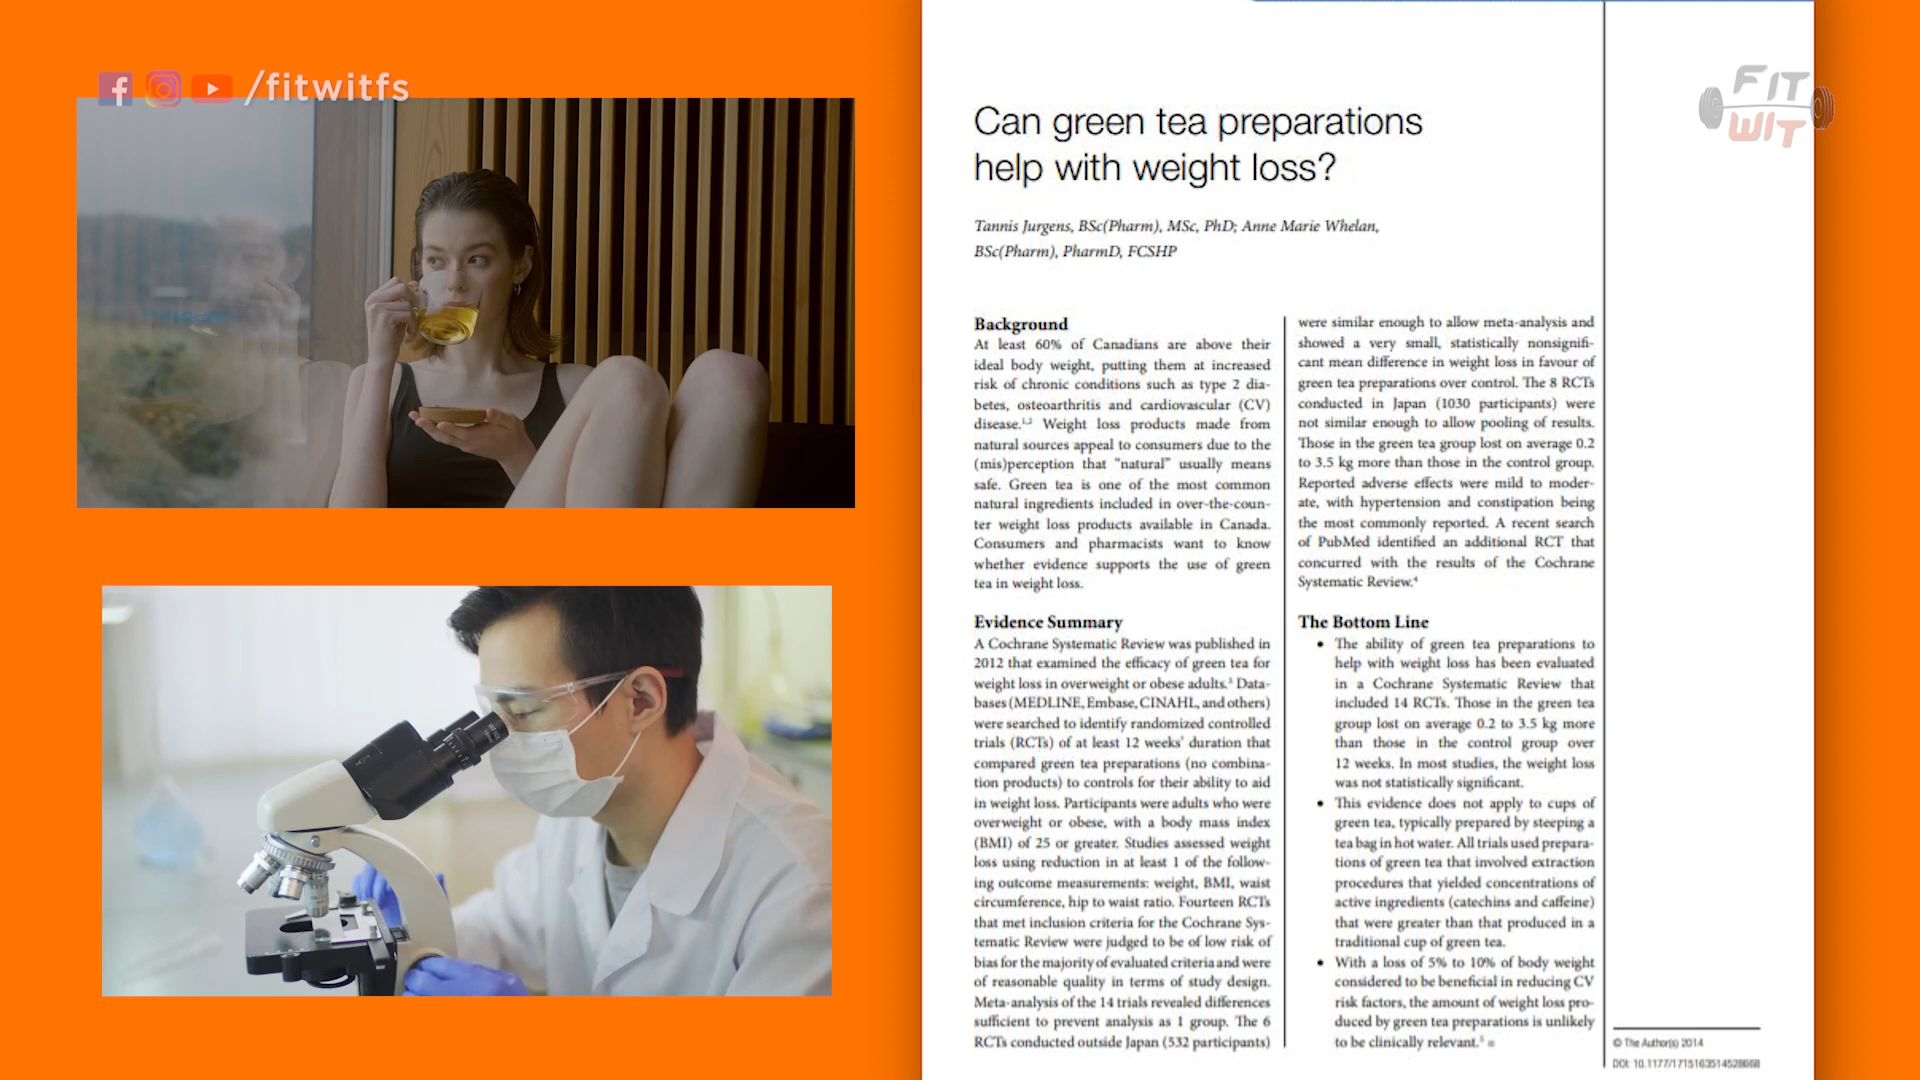 /fitwitfs
FIT
WIT
Can green tea preparations
help with weight loss?
Tannis Jurgens, BSc(Pharm), MSc, PhD; Anne Marie Whelan,
BSc(Pharm), PharmD, FCSHP
Background
At least 60% of Canadians are above their
ideal body weight, putting them at increased
risk of chronic conditions such as type 2 dia-
betes, osteoarthritis and cardiovascular (CV)
disease.1,2 Weight loss products made from
natural sources appeal to consumers due to the
(mis)perception that “natural” usually means
safe. Green tea is one of the most common
natural ingredients included in over-the-coun-
ter weight loss products available in Canada.
Consumers and pharmacists want to know
whether evidence supports the use of green
tea in weight loss.
Evidence Summary
A Cochrane Systematic Review was published in
2012 that examined the efficacy of green tea for
weight loss in overweight or obese adults.3 Data-
bases (MEDLINE, Embase, CINAHL, and others)
were searched to identify randomized controlled
trials (RCTs) of at least 12 weeks’ duration that
compared green tea preparations (no combina-
tion products) to controls for their ability to aid
in weight loss. Participants were adults who were
overweight or obese, with a body mass index
(BMI) of 25 or greater. Studies assessed weight
loss using reduction in at least 1 of the follow-
ing outcome measurements: weight, BMI, waist
circumference, hip to waist ratio. Fourteen RCTs
that met inclusion criteria for the Cochrane Sys-
tematic Review were judged to be of low risk of
bias for the majority of evaluated criteria and were
of reasonable quality in terms of study design.
Meta-analysis of the 14 trials revealed differences
sufficient to prevent analysis as 1 group. The 6
RCTs conducted outside Japan (532 participants)
were similar enough to allow meta-analysis and
showed a very small, statistically nonsignifi-
cant mean difference in weight loss in favour of
green tea preparations over control. The 8 RCTs
conducted in Japan (1030 participants) were
not similar enough to allow pooling of results.
Those in the green tea group lost on average 0.2
to 3.5 kg more than those in the control group.
Reported adverse effects were mild to moder-
ate, with hypertension and constipation being
the most commonly reported. A recent search
of PubMed identified an additional RCT that
concurred with the results of the Cochrane
Systematic Review.4
The Bottom Line
• The ability of green tea preparations to
help with weight loss has been evaluated
in a Cochrane Systematic Review that
included 14 RCTs. Those in the green tea
group lost on average 0.2 to 3.5 kg more
than those in the control group over
12 weeks. In most studies, the weight loss
was not statistically significant.
• This evidence does not apply to cups of
green tea, typically prepared by steeping a
tea bag in hot water. All trials used prepara-
tions of green tea that involved extraction
procedures that yielded concentrations of
active ingredients (catechins and caffeine)
that were greater than that produced in a
traditional cup of green tea.
• With a loss of 5% to 10% of body weight
considered to be beneficial in reducing CV
risk factors, the amount of weight loss pro-
duced by green tea preparations is unlikely
to be clinically relevant.5
© The Author(s) 2014
DOI: 10.1177/1715163514528668